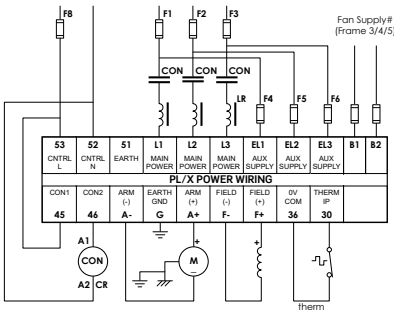 F8 F1 F2 F3
Fan Supply#
(Frame 3/4/5)
CON CON CON
LR F4 F5 F6
53 52 51 L1 L2 L3 EL1 EL2 EL3 B1 B2
CNTRL L CNTRL N EARTH MAIN POWER MAIN POWER MAIN POWER AUX SUPPLY AUX SUPPLY AUX SUPPLY
PL/X POWER WIRING
CON1 CON2 ARM (-) EARTH GND ARM (+) FIELD (-) FIELD (+) 0V COM THERM IP
45 46 A- G A+ F- F+ 36 30
A1 + +
CON G M
−
A2 CR
therm